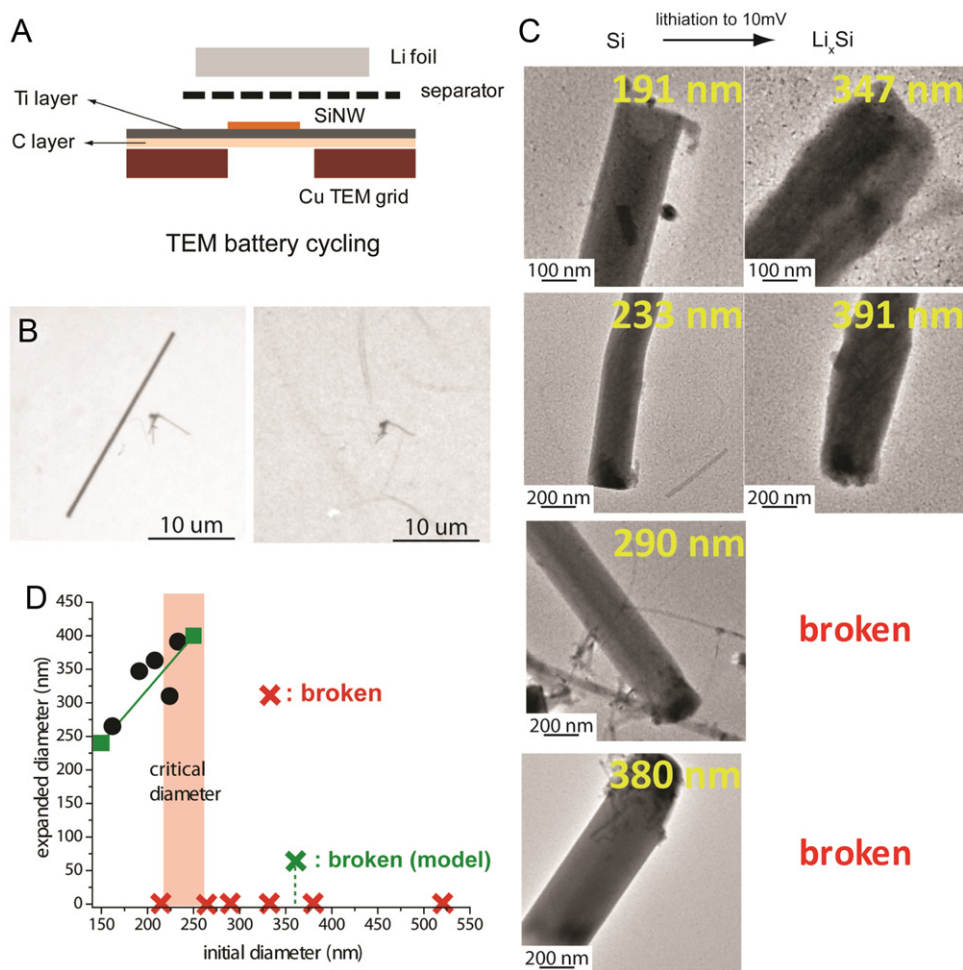 A
Li foil
separator
Ti layer
SiNW
C layer
Cu TEM grid
TEM battery cycling
B
10 um
10 um
C
lithiation to 10mV
Si
LixSi
191 nm
347 nm
100 nm
100 nm
233 nm
391 nm
200 nm
200 nm
290 nm
broken
200 nm
380 nm
broken
200 nm
D
expanded diameter (nm)
450
400
350
300
250
200
150
100
50
0
: broken
critical
diameter
: broken (model)
150 200 250 300 350 400 450 500 550
initial diameter (nm)